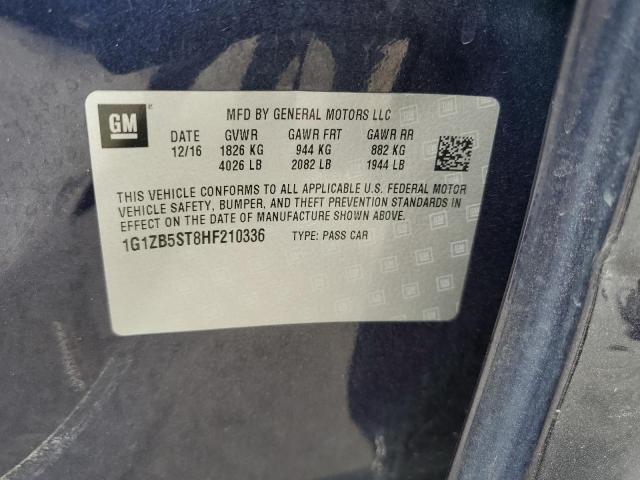 GM
MFD BY GENERAL MOTORS LLC
DATE GVWR GAWR FRT GAWR RR
12/16 1826 KG 944 KG 882 KG
4026 LB 2082 LB 1944 LB
THIS VEHICLE CONFORMS TO ALL APPLICABLE U.S. FEDERAL MOTOR
VEHICLE SAFETY, BUMPER, AND THEFT PREVENTION STANDARDS IN
EFFECT ON THE DATE OF MANUFACTURE SHOWN ABOVE.
1G1ZB5ST8HF210336 TYPE: PASS CAR